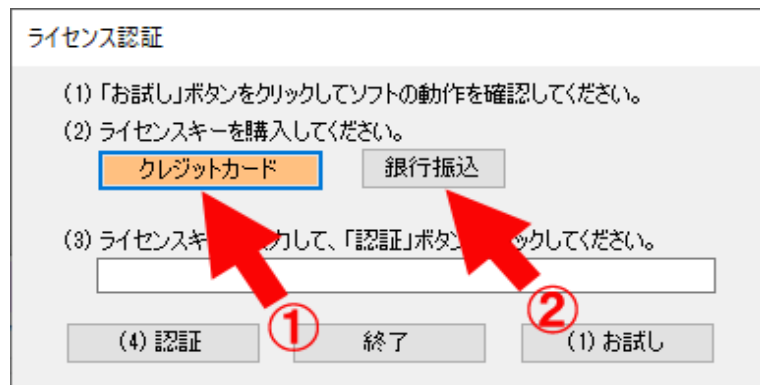 ライセンス認証
(1) 「お試し」ボタンをクリックしてソフトの動作を確認してください。
(2) ライセンスキーを購入してください。
クレジットカード 銀行振込
(3) ライセンスキ 力して、「認証」ボタン ックしてください。
① ②
(4) 認証 終了 (1) お試し